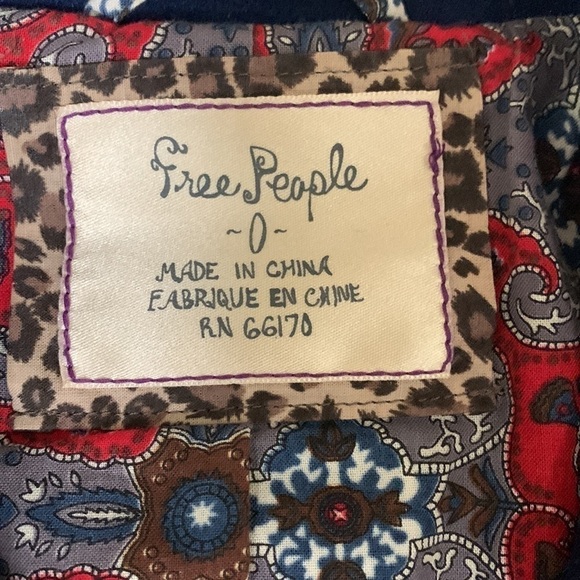 Free People
~0~
MADE IN CHINA
FABRIQUE EN CHINE
RN 66170